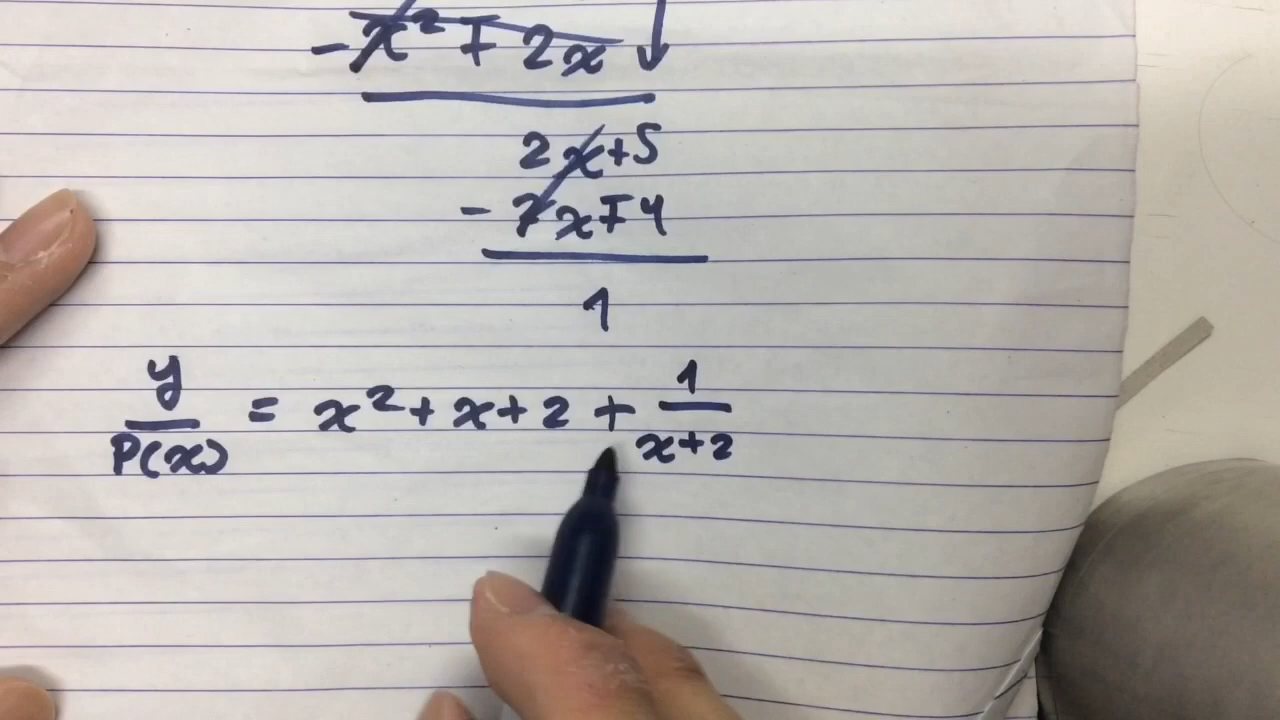 - x² ∓ 2x
2x+5
- 2x∓4
1
y/P(x) = x² + x + 2 + 1/(x+2)